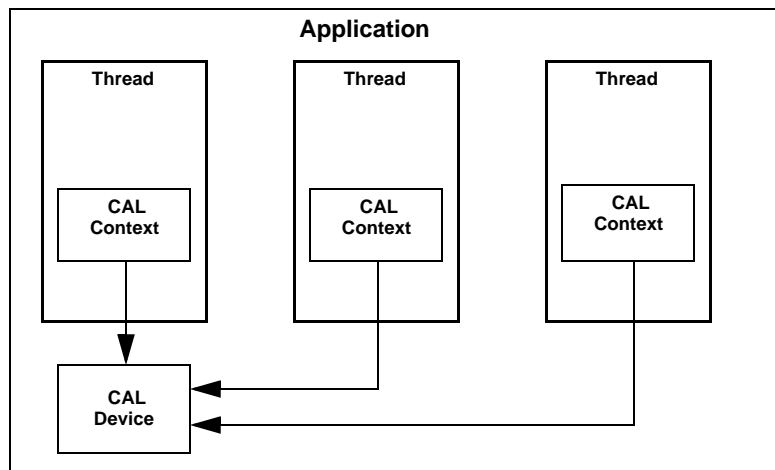 Application
Thread
Thread
Thread
CAL
Context
CAL
Context
CAL
Context
CAL
Device